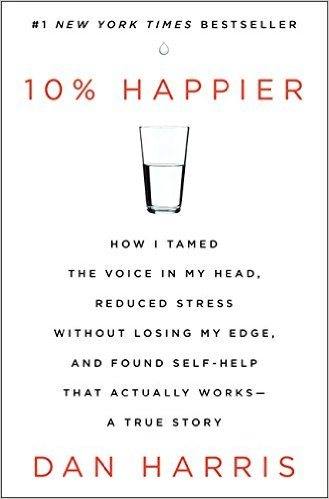 #1 NEW YORK TIMES BESTSELLER
10% HAPPIER
HOW I TAMED
THE VOICE IN MY HEAD,
REDUCED STRESS
WITHOUT LOSING MY EDGE,
AND FOUND SELF-HELP
THAT ACTUALLY WORKS—
A TRUE STORY
DAN HARRIS